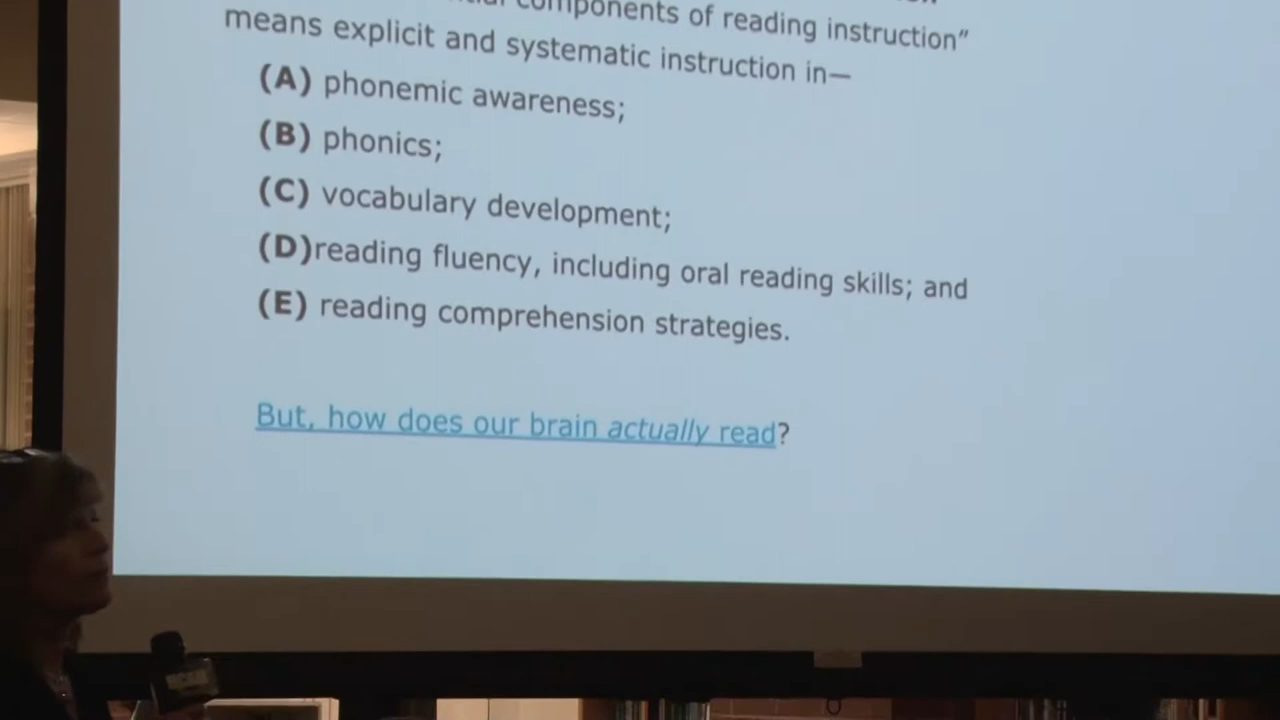 components of reading instruction"
means explicit and systematic instruction in—
(A) phonemic awareness;
(B) phonics;
(C) vocabulary development;
(D)reading fluency, including oral reading skills; and
(E) reading comprehension strategies.
But, how does our brain actually read?